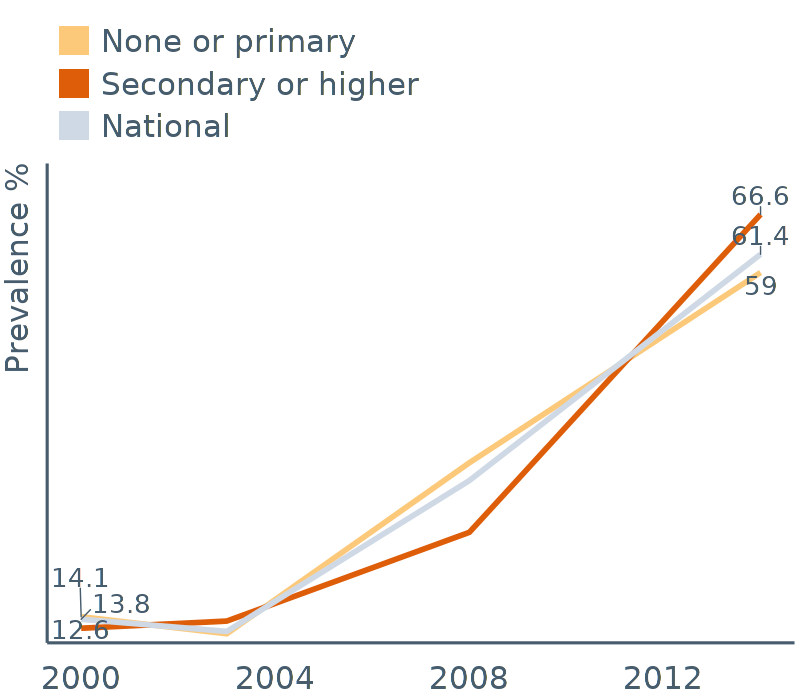 None or primary
Secondary or higher
National
Prevalence %
66.6
61.4
59
14.1
13.8
12.6
2000 2004 2008 2012